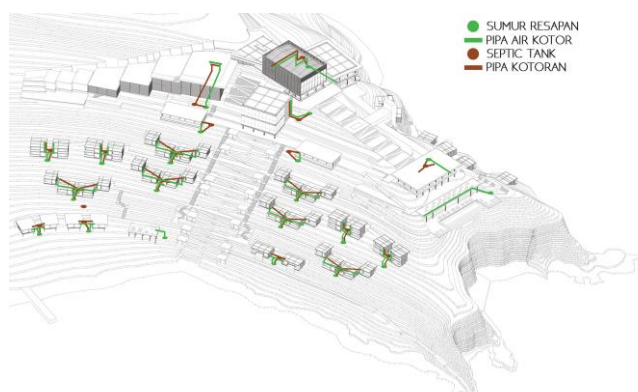 SUMUR RESAPAN
PIPA AIR KOTOR
SEPTIC TANK
PIPA KOTORAN